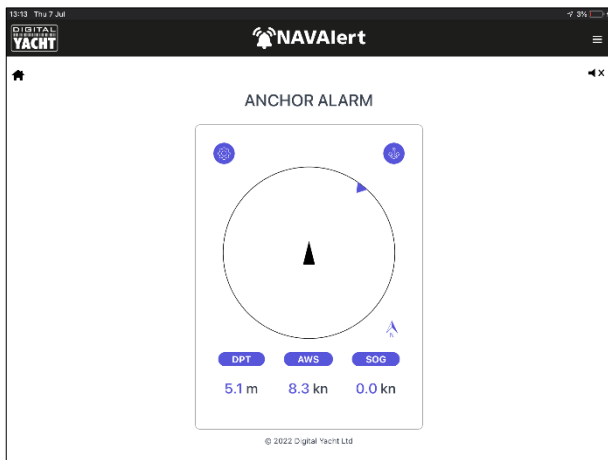 13:13 Thu 7 Jul 3%
DIGITAL
YACHT
NAVAlert
ANCHOR ALARM
N
DPT AWS SOG
5.1 m 8.3 kn 0.0 kn
© 2022 Digital Yacht Ltd